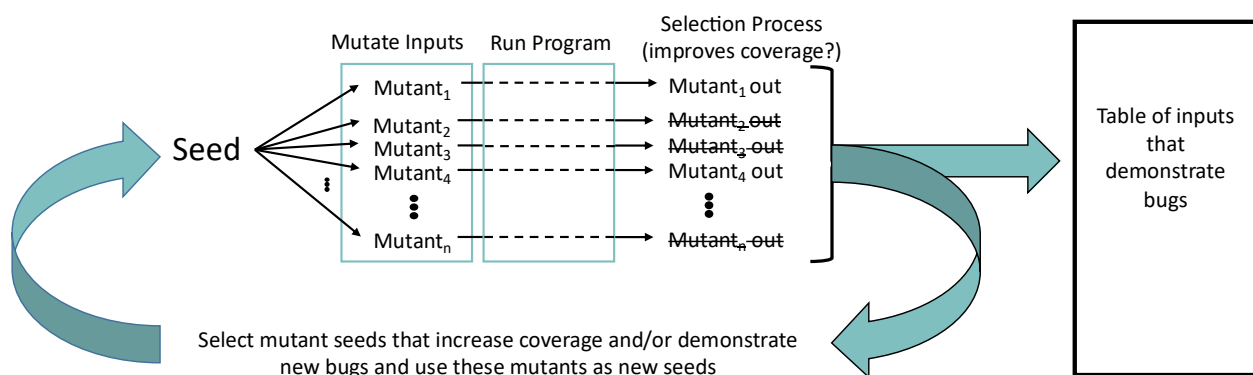 Mutate Inputs
Run Program
Selection Process
(improves coverage?)
Seed
Mutant₁
Mutant₂
Mutant₃
Mutant₄
Mutantₙ
Mutant₁ out
Mutant₂ out
Mutant₃ out
Mutant₄ out
Mutantₙ out
Table of inputs
that
demonstrate
bugs
Select mutant seeds that increase coverage and/or demonstrate
new bugs and use these mutants as new seeds